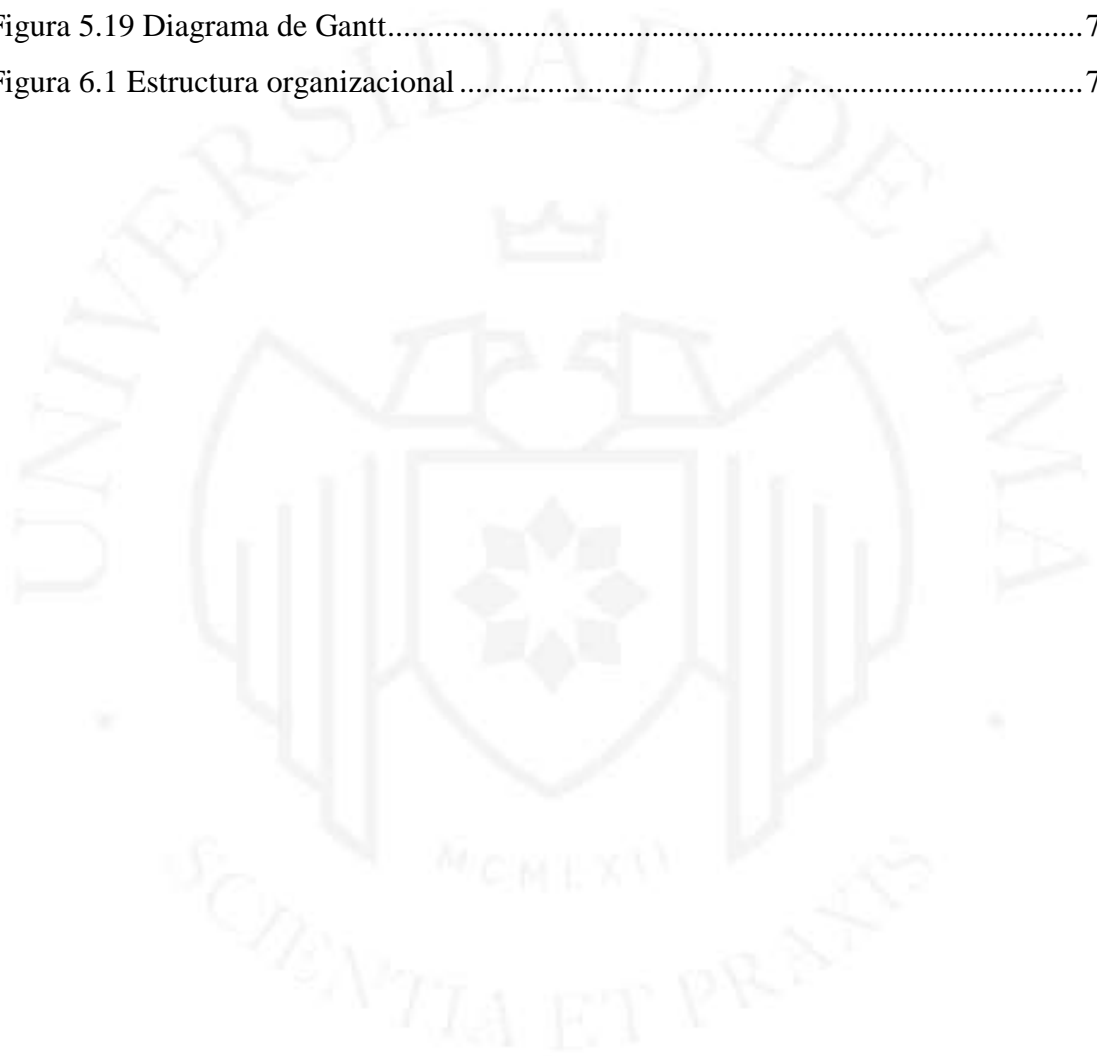 Figura 5.19 Diagrama de Gantt........................................................................7
Figura 6.1 Estructura organizacional.................................................................7
UNIVERSIDAD DE LIMA
MCMLXII
SCIENTIA ET PRAXIS